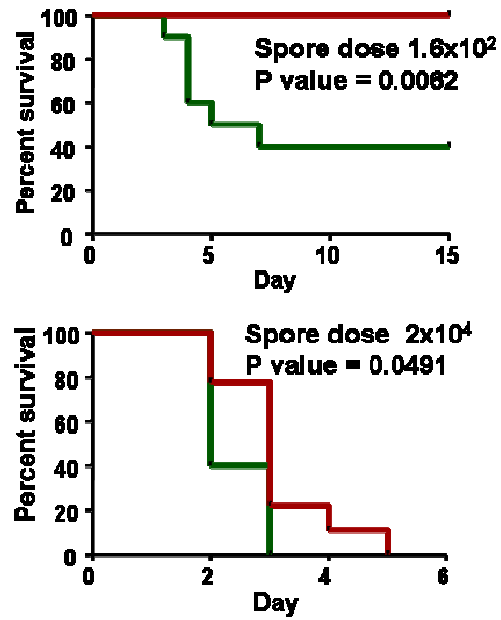 100
80
60
40
20
0
Percent survival
Spore dose 1.6x10²
P value = 0.0062
0 5 10 15
Day
100
80
60
40
20
0
Percent survival
Spore dose 2x10⁴
P value = 0.0491
0 2 4 6
Day